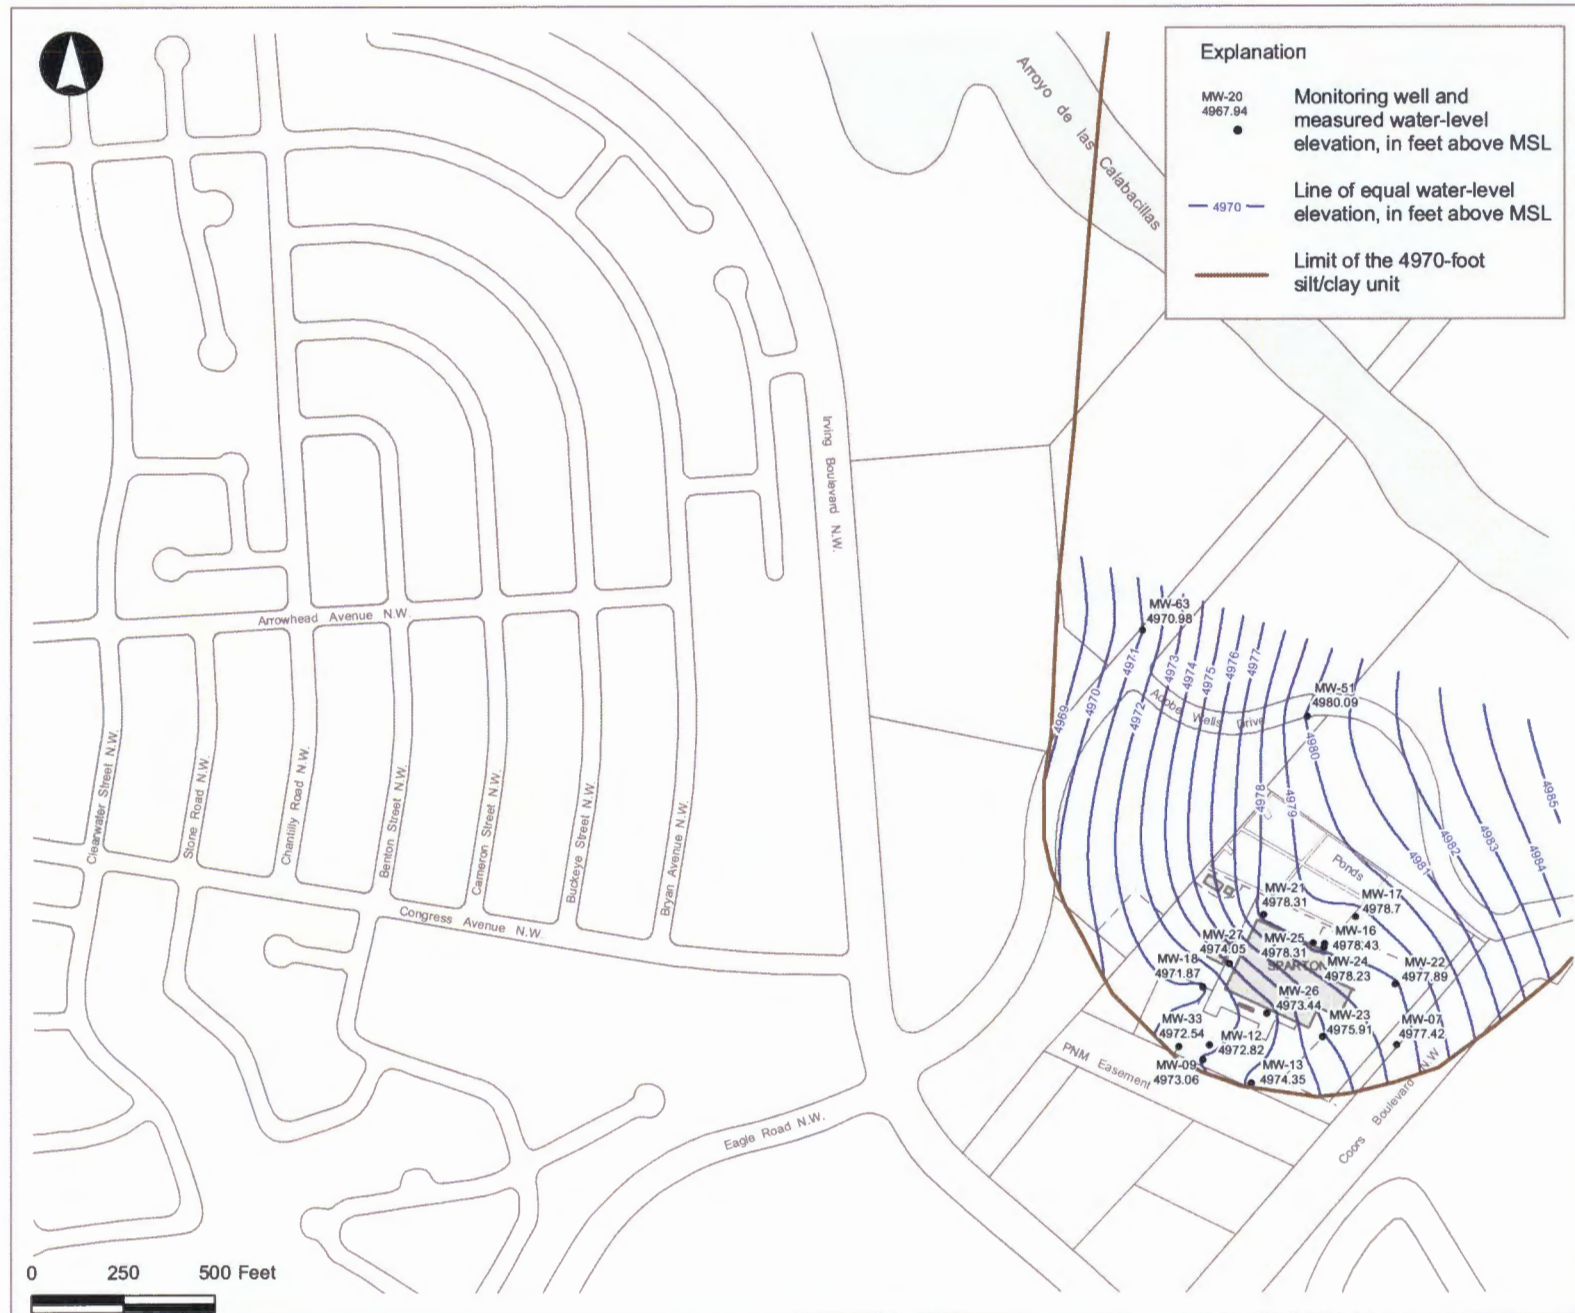 Explanation
MW-20
4967.94
Monitoring well and
measured water-level
elevation, in feet above MSL
4970
Line of equal water-level
elevation, in feet above MSL
Limit of the 4970-foot
silt/clay unit
Arroyo de las Calabacillas
Irving Boulevard N.W.
Arrowhead Avenue N.W.
Clearwater Street N.W.
Stone Road N.W.
Chantilly Road N.W.
Benton Street N.W.
Cameron Street N.W.
Buckeye Street N.W.
Bryan Avenue N.W.
Congress Avenue N.W.
Eagle Road N.W.
PNM Easement
Coors Boulevard N.W
Adobe Wells Drive
Ponds
SPARTON
MW-63
4970.98
MW-51
4980.09
4969
4970
4971
4972
4973
4974
4975
4976
4977
4978
4979
4980
4981
4982
4983
4984
4985
MW-21
4978.31
MW-17
4978.7
MW-16
4978.43
MW-27
4974.05
MW-25
4978.31
MW-24
4978.23
MW-22
4977.89
MW-18
4971.87
MW-26
4973.44
MW-33
4972.54
MW-12
4972.82
MW-23
4975.91
MW-07
4977.42
MW-09
4973.06
MW-13
4974.35
0 250 500 Feet